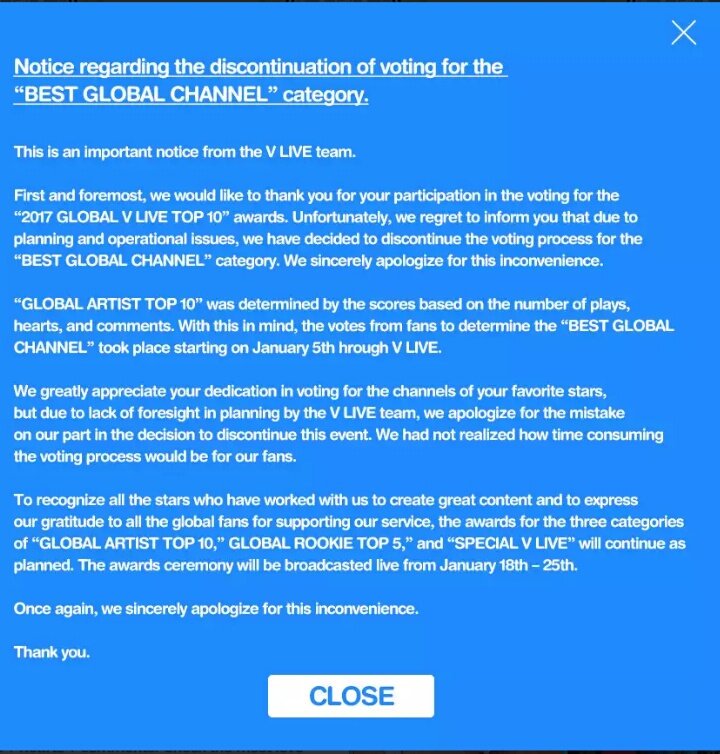 Notice regarding the discontinuation of voting for the
“BEST GLOBAL CHANNEL” category.
This is an important notice from the V LIVE team.
First and foremost, we would like to thank you for your participation in the voting for the
“2017 GLOBAL V LIVE TOP 10” awards. Unfortunately, we regret to inform you that due to
planning and operational issues, we have decided to discontinue the voting process for the
“BEST GLOBAL CHANNEL” category. We sincerely apologize for this inconvenience.
“GLOBAL ARTIST TOP 10” was determined by the scores based on the number of plays,
hearts, and comments. With this in mind, the votes from fans to determine the “BEST GLOBAL
CHANNEL” took place starting on January 5th hrough V LIVE.
We greatly appreciate your dedication in voting for the channels of your favorite stars,
but due to lack of foresight in planning by the V LIVE team, we apologize for the mistake
on our part in the decision to discontinue this event. We had not realized how time consuming
the voting process would be for our fans.
To recognize all the stars who have worked with us to create great content and to express
our gratitude to all the global fans for supporting our service, the awards for the three categories
of “GLOBAL ARTIST TOP 10,” GLOBAL ROOKIE TOP 5,” and “SPECIAL V LIVE” will continue as
planned. The awards ceremony will be broadcasted live from January 18th – 25th.
Once again, we sincerely apologize for this inconvenience.
Thank you.
CLOSE